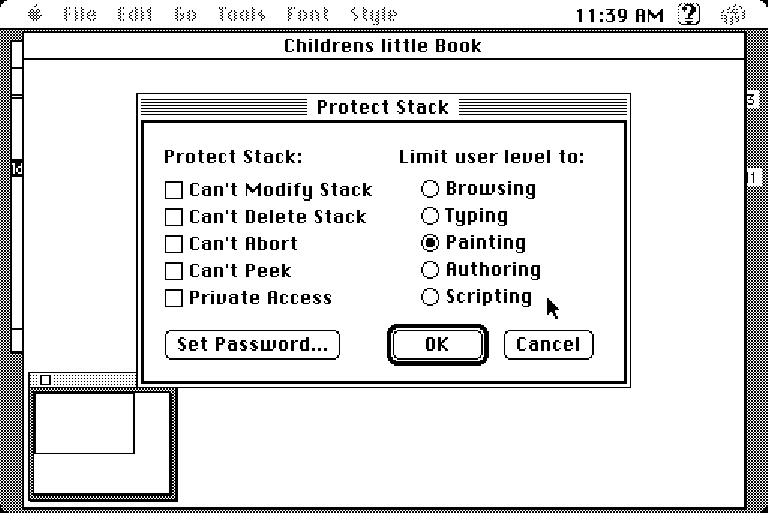 File Edit Go Tools Font Style 11:39 AM
Childrens little Book
Protect Stack
Protect Stack: Limit user level to:
Can't Modify Stack Browsing
Can't Delete Stack Typing
Can't Abort Painting
Can't Peek Authoring
Private Access Scripting
Set Password... OK Cancel